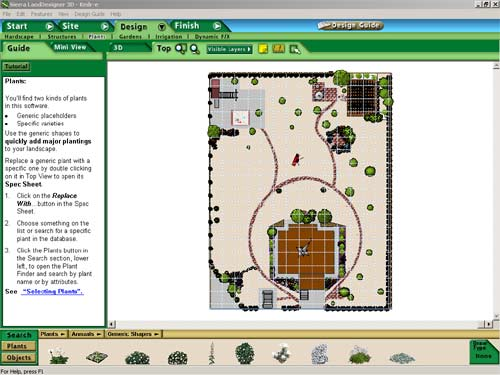 Sierra LandDesigner 3D -
File Edit Features View Design Guide Help
Start Site Design Finish
Design Guide
Hardscape | Structures | Plants | Gardens | Irrigation | Dynamic F/X
Guide Mini View 3D Top Visible Layers
Tutorial
Plants:
You'll find two kinds of plants
in this software.
• Generic placeholders
• Specific varieties
Use the generic shapes to
quickly add major plantings
to your landscape.
Replace a generic plant with a
specific one by double clicking
on it in Top View to open its
Spec Sheet.
1. Click on the Replace
With... button in the Spec
Sheet.
2. Choose something on the
list or search for a specific
plant in the database.
3. Click the Plants button in
the Search section, lower
left, to open the Plant
Finder and search by plant
name or by attributes.
See "Selecting Plants".
Search Plants Annuals Generic Shapes
Plants
Objects
Type
None
For Help, press F1